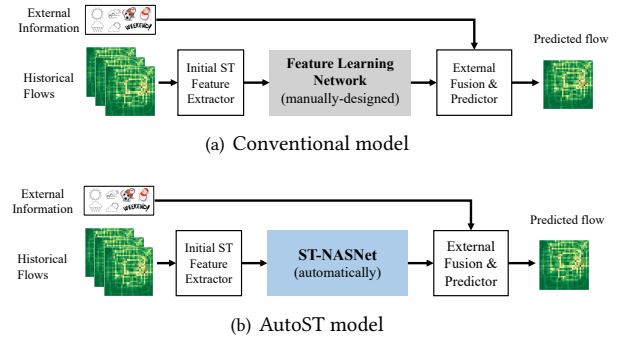 External
Information
WEEKEND!
Historical
Flows
Initial ST
Feature
Extractor
Feature Learning
Network
(manually-designed)
External
Fusion &
Predictor
Predicted flow
(a) Conventional model
External
Information
WEEKEND!
Historical
Flows
Initial ST
Feature
Extractor
ST-NASNet
(automatically)
External
Fusion &
Predictor
Predicted flow
(b) AutoST model